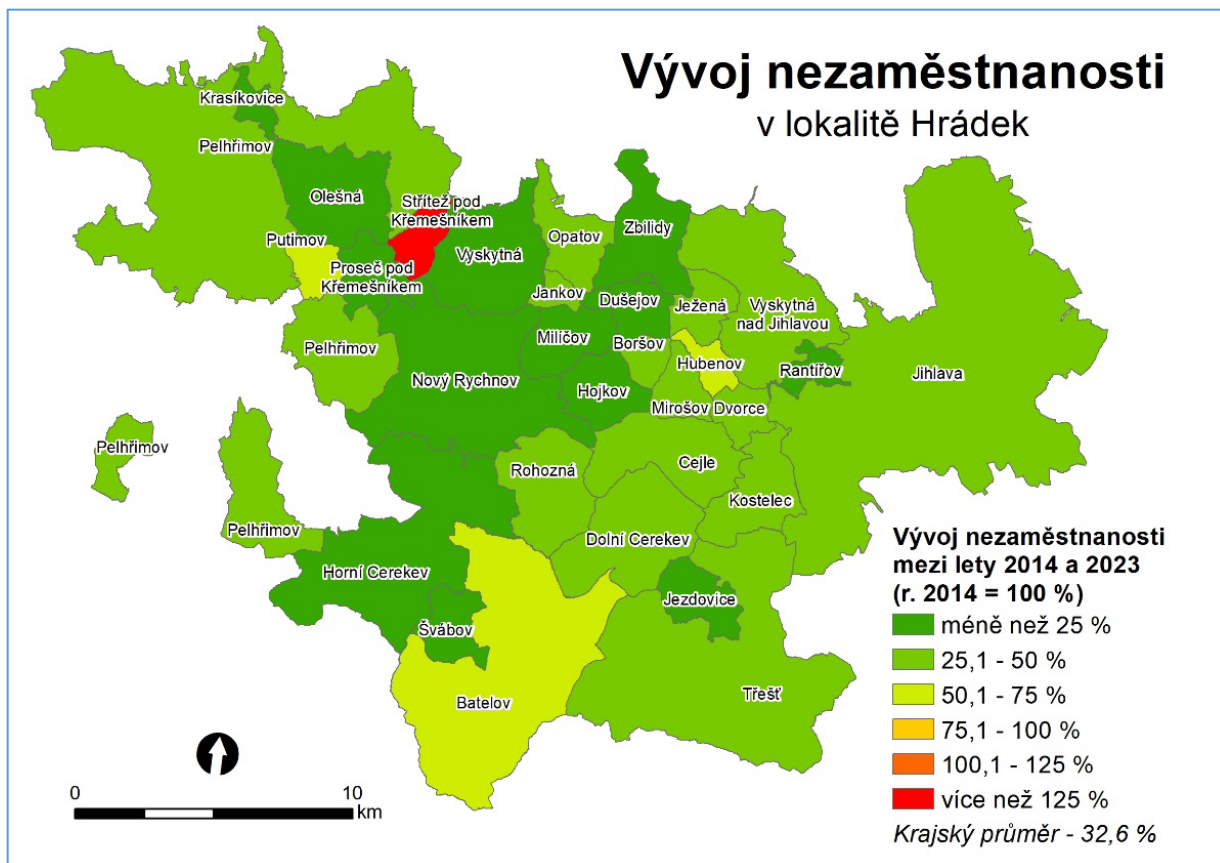 Vývoj nezaměstnanosti
v lokalitě Hrádek
Krasíkovice
Pelhřimov
Olešná
Střítež pod
Křemešníkem
Putimov
Proseč pod
Křemešníkem
Vyskytná
Opatov
Zbilidy
Jankov
Dušejov
Ježená
Vyskytná
nad Jihlavou
Pelhřimov
Milíčov
Boršov
Hubenov
Rantířov
Jihlava
Nový Rychnov
Hojkov
Mirošov
Dvorce
Pelhřimov
Rohozná
Cejle
Kostelec
Pelhřimov
Dolní Cerekev
Horní Cerekev
Jezdovice
Švábov
Batelov
Třešť
Vývoj nezaměstnanosti
mezi lety 2014 a 2023
(r. 2014 = 100 %)
méně než 25 %
25,1 - 50 %
50,1 - 75 %
75,1 - 100 %
100,1 - 125 %
více než 125 %
Krajský průměr - 32,6 %
0
10
km